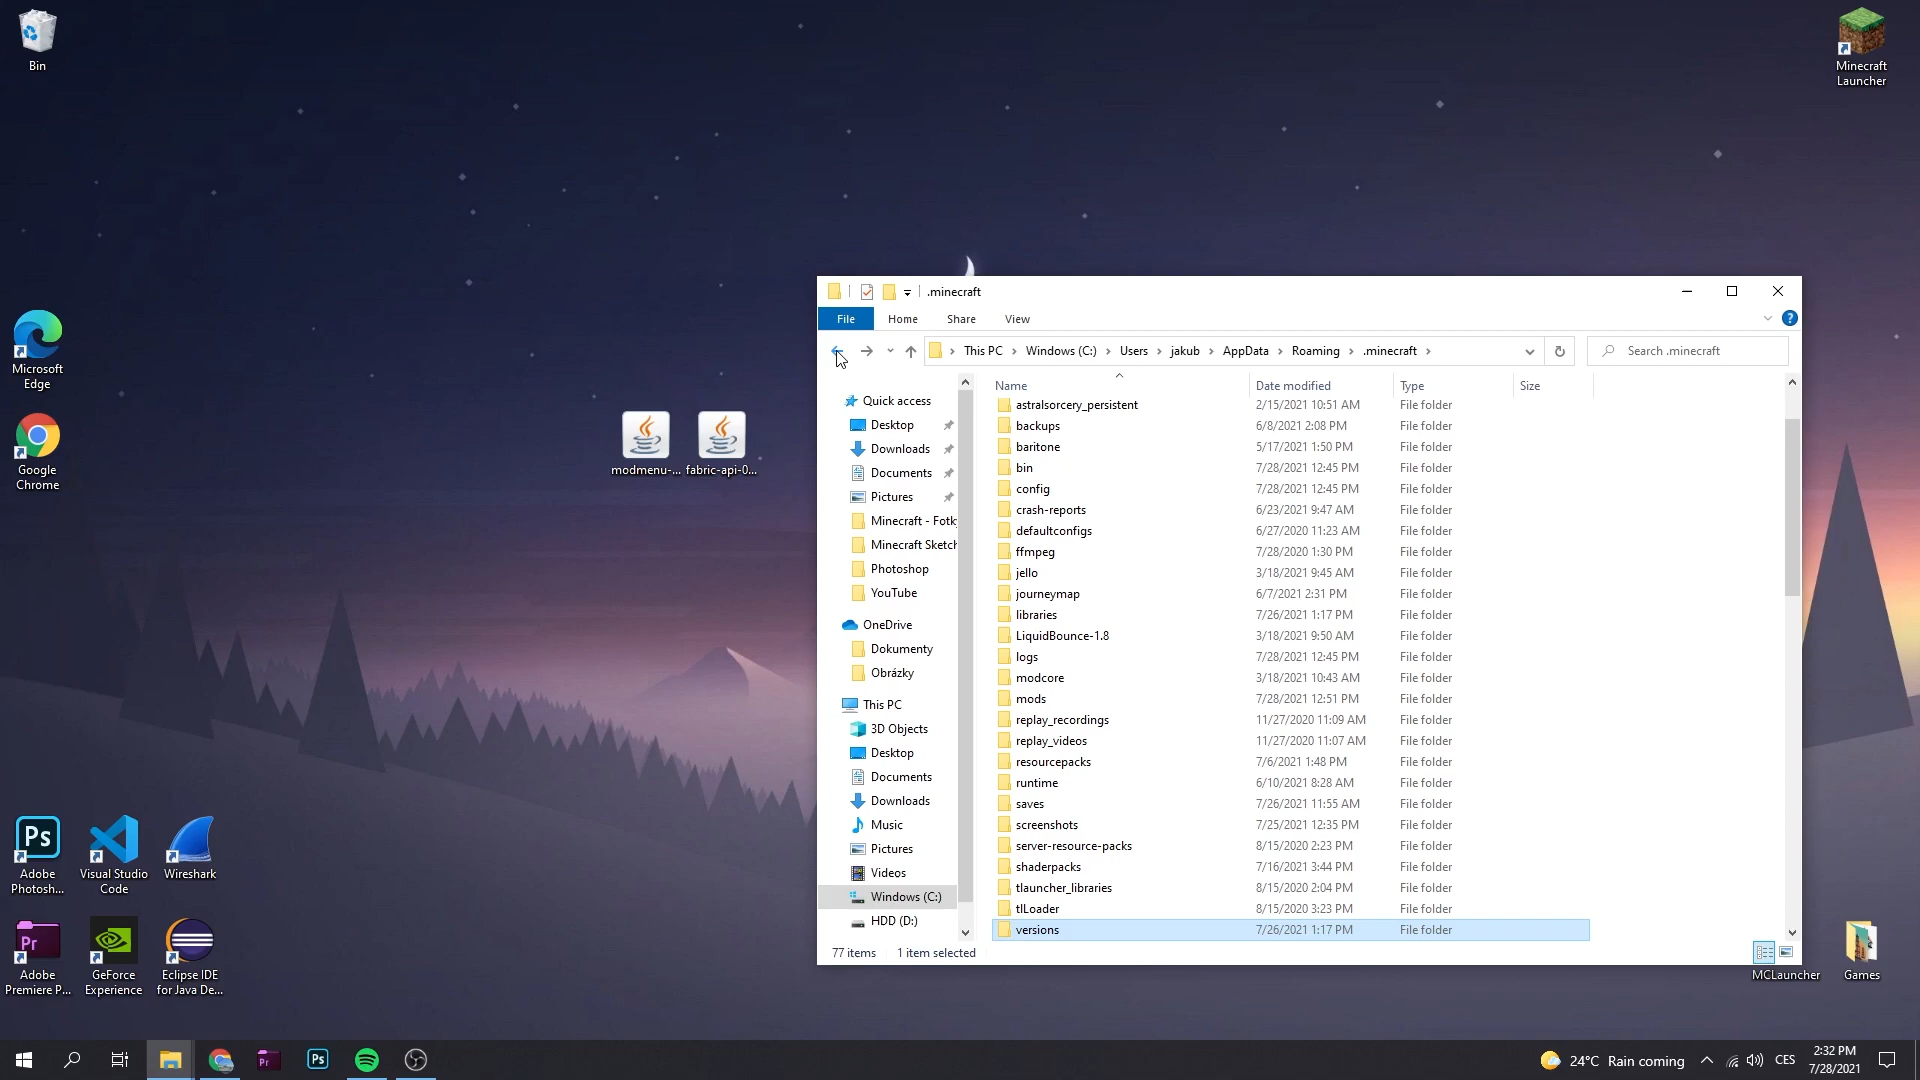 Bin
Minecraft
Launcher
Microsoft
Edge
Google
Chrome
modmenu-...
fabric-api-0...
.minecraft
File
Home
Share
View
This PC
Windows (C:)
Users
jakub
AppData
Roaming
.minecraft
Search .minecraft
Quick access
Desktop
Downloads
Documents
Pictures
Minecraft - Fotk
Minecraft Sketch
Photoshop
YouTube
OneDrive
Dokumenty
Obrázky
This PC
3D Objects
Desktop
Documents
Downloads
Music
Pictures
Videos
Windows (C:)
HDD (D:)
Name Date modified Type Size
astralsorcery_persistent 2/15/2021 10:51 AM File folder
backups 6/8/2021 2:08 PM File folder
baritone 5/17/2021 1:50 PM File folder
bin 7/28/2021 12:45 PM File folder
config 7/28/2021 12:45 PM File folder
crash-reports 6/23/2021 9:47 AM File folder
defaultconfigs 6/27/2020 11:23 AM File folder
ffmpeg 7/28/2020 1:30 PM File folder
jello 3/18/2021 9:45 AM File folder
journeymap 6/7/2021 2:31 PM File folder
libraries 7/26/2021 1:17 PM File folder
LiquidBounce-1.8 3/18/2021 9:50 AM File folder
logs 7/28/2021 12:45 PM File folder
modcore 3/18/2021 10:43 AM File folder
mods 7/28/2021 12:51 PM File folder
replay_recordings 11/27/2020 11:09 AM File folder
replay_videos 11/27/2020 11:07 AM File folder
resourcepacks 7/6/2021 1:48 PM File folder
runtime 6/10/2021 8:28 AM File folder
saves 7/26/2021 11:55 AM File folder
screenshots 7/25/2021 12:35 PM File folder
server-resource-packs 8/15/2020 2:23 PM File folder
shaderpacks 7/16/2021 3:44 PM File folder
tlauncher_libraries 8/15/2020 2:04 PM File folder
tlLoader 8/15/2020 3:23 PM File folder
versions 7/26/2021 1:17 PM File folder
77 items 1 item selected
Ps
Adobe
Photosh...
Visual Studio
Code
Wireshark
Pr
Adobe
Premiere P...
GeForce
Experience
Eclipse IDE
for Java De...
MCLauncher
Games
Pr
Ps
24°C Rain coming
CES
2:32 PM
7/28/2021